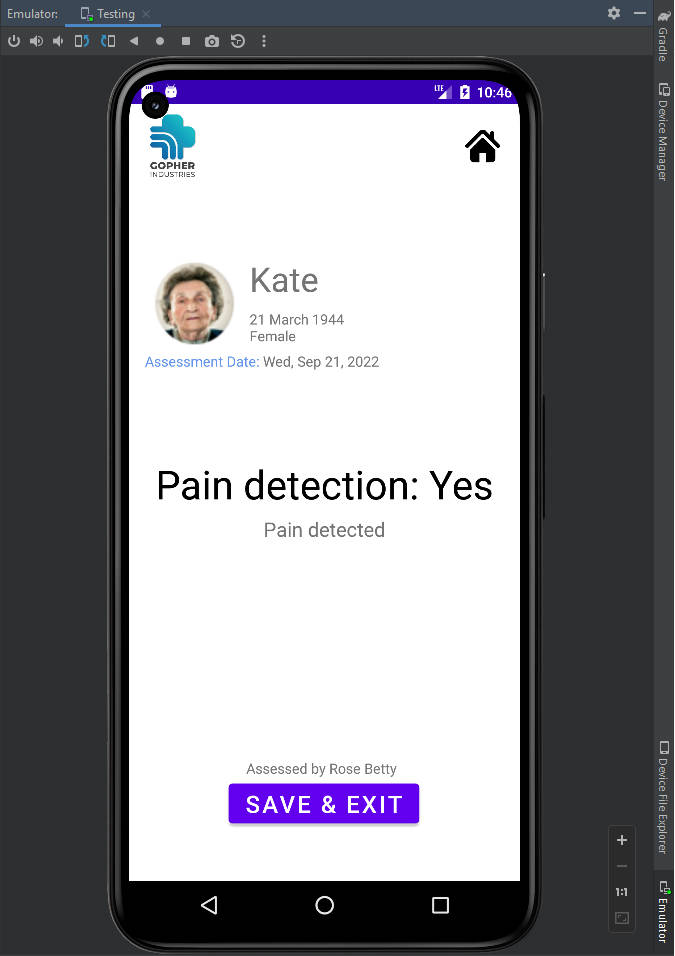 Emulator: Testing
LTE 10:46
GOPHER
INDUSTRIES
Kate
21 March 1944
Female
Assessment Date: Wed, Sep 21, 2022
Pain detection: Yes
Pain detected
Assessed by Rose Betty
SAVE & EXIT
Gradle
Device Manager
Device File Explorer
1:1
Emulator